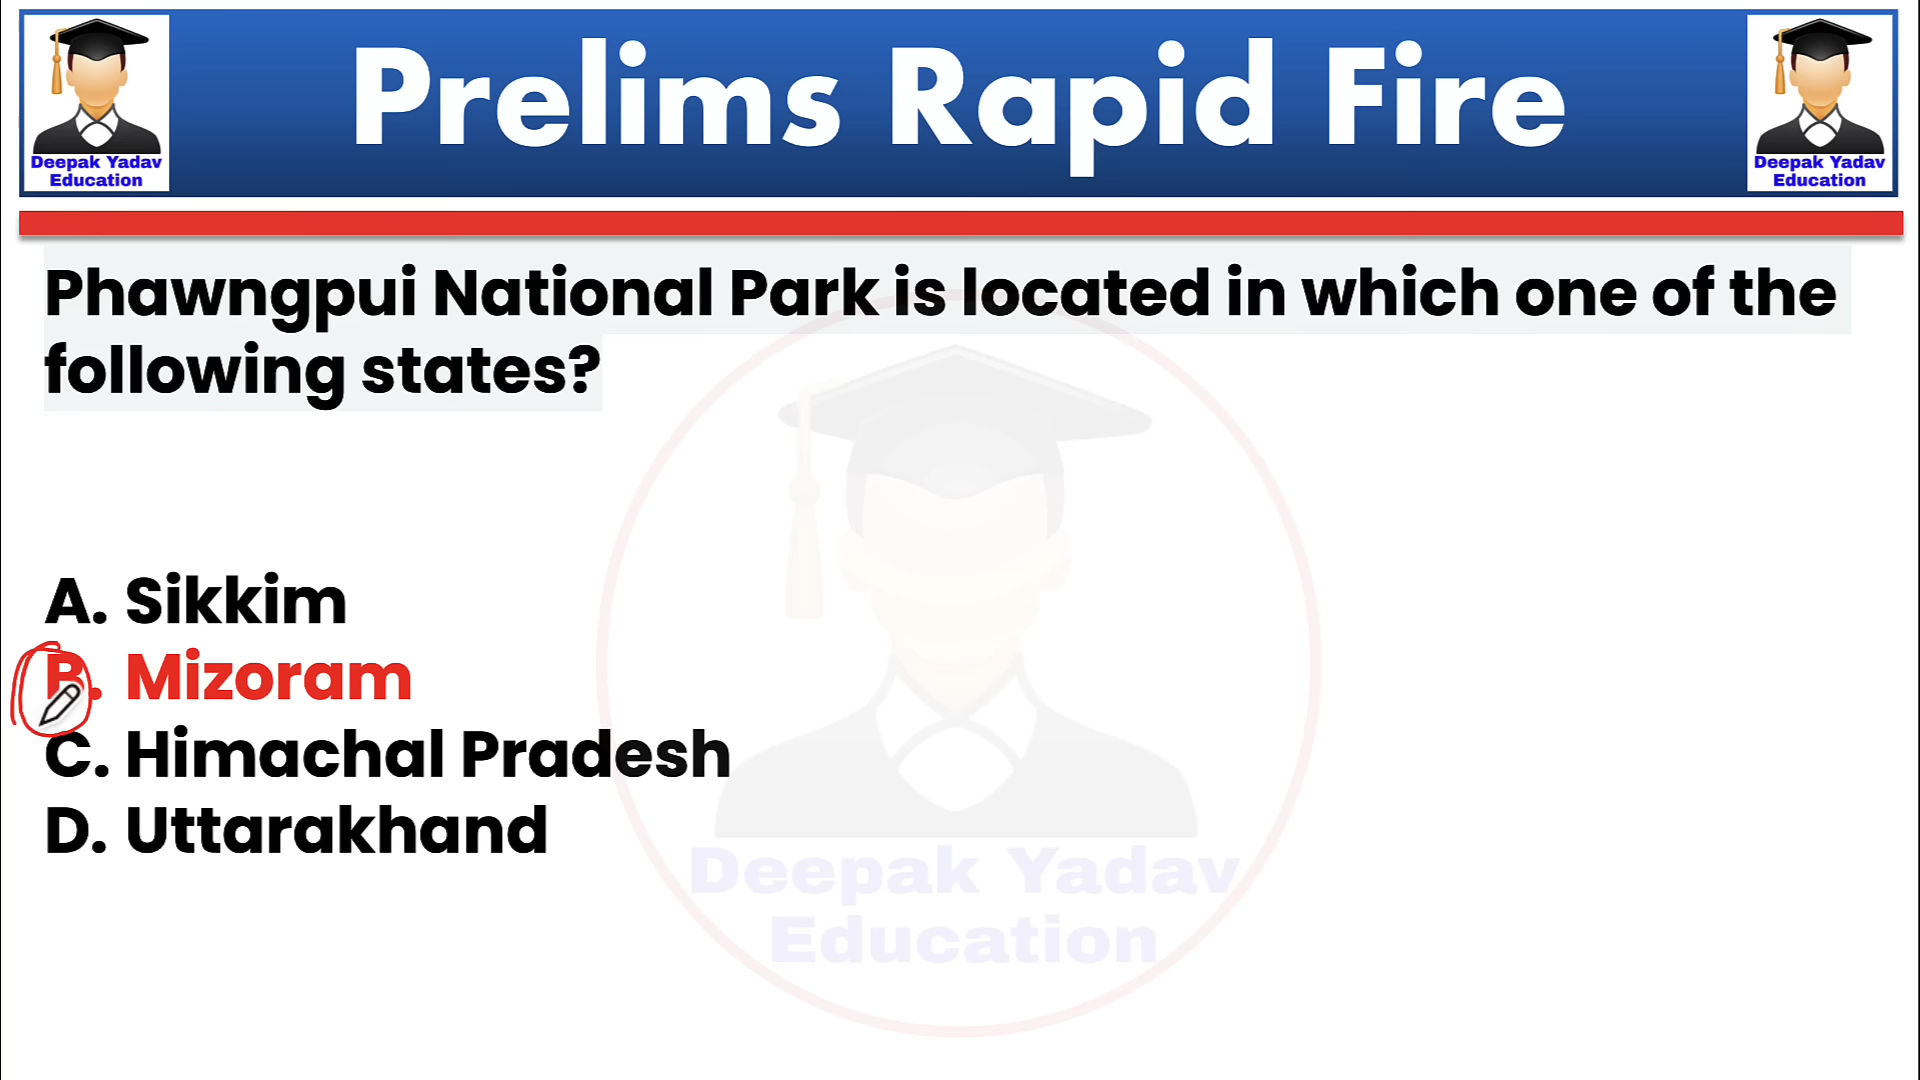 Prelims Rapid Fire
Deepak Yadav
Education
Deepak Yadav
Education
Phawngpui National Park is located in which one of the
following states?
A. Sikkim
B. Mizoram
C. Himachal Pradesh
D. Uttarakhand
Deepak Yadav
Education